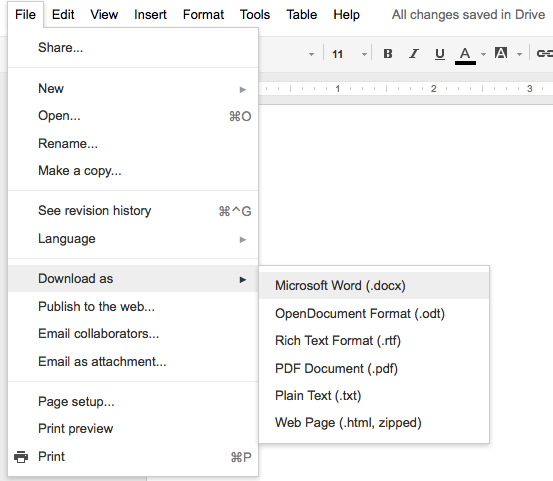 File Edit View Insert Format Tools Table Help All changes saved in Drive
Share...
11 B I U A A
1 2 3
New
Open... ⌘O
Rename...
Make a copy...
See revision history ⌘^G
Language
Download as
Microsoft Word (.docx)
Publish to the web...
OpenDocument Format (.odt)
Email collaborators...
Rich Text Format (.rtf)
Email as attachment...
PDF Document (.pdf)
Plain Text (.txt)
Page setup...
Web Page (.html, zipped)
Print preview
Print ⌘P